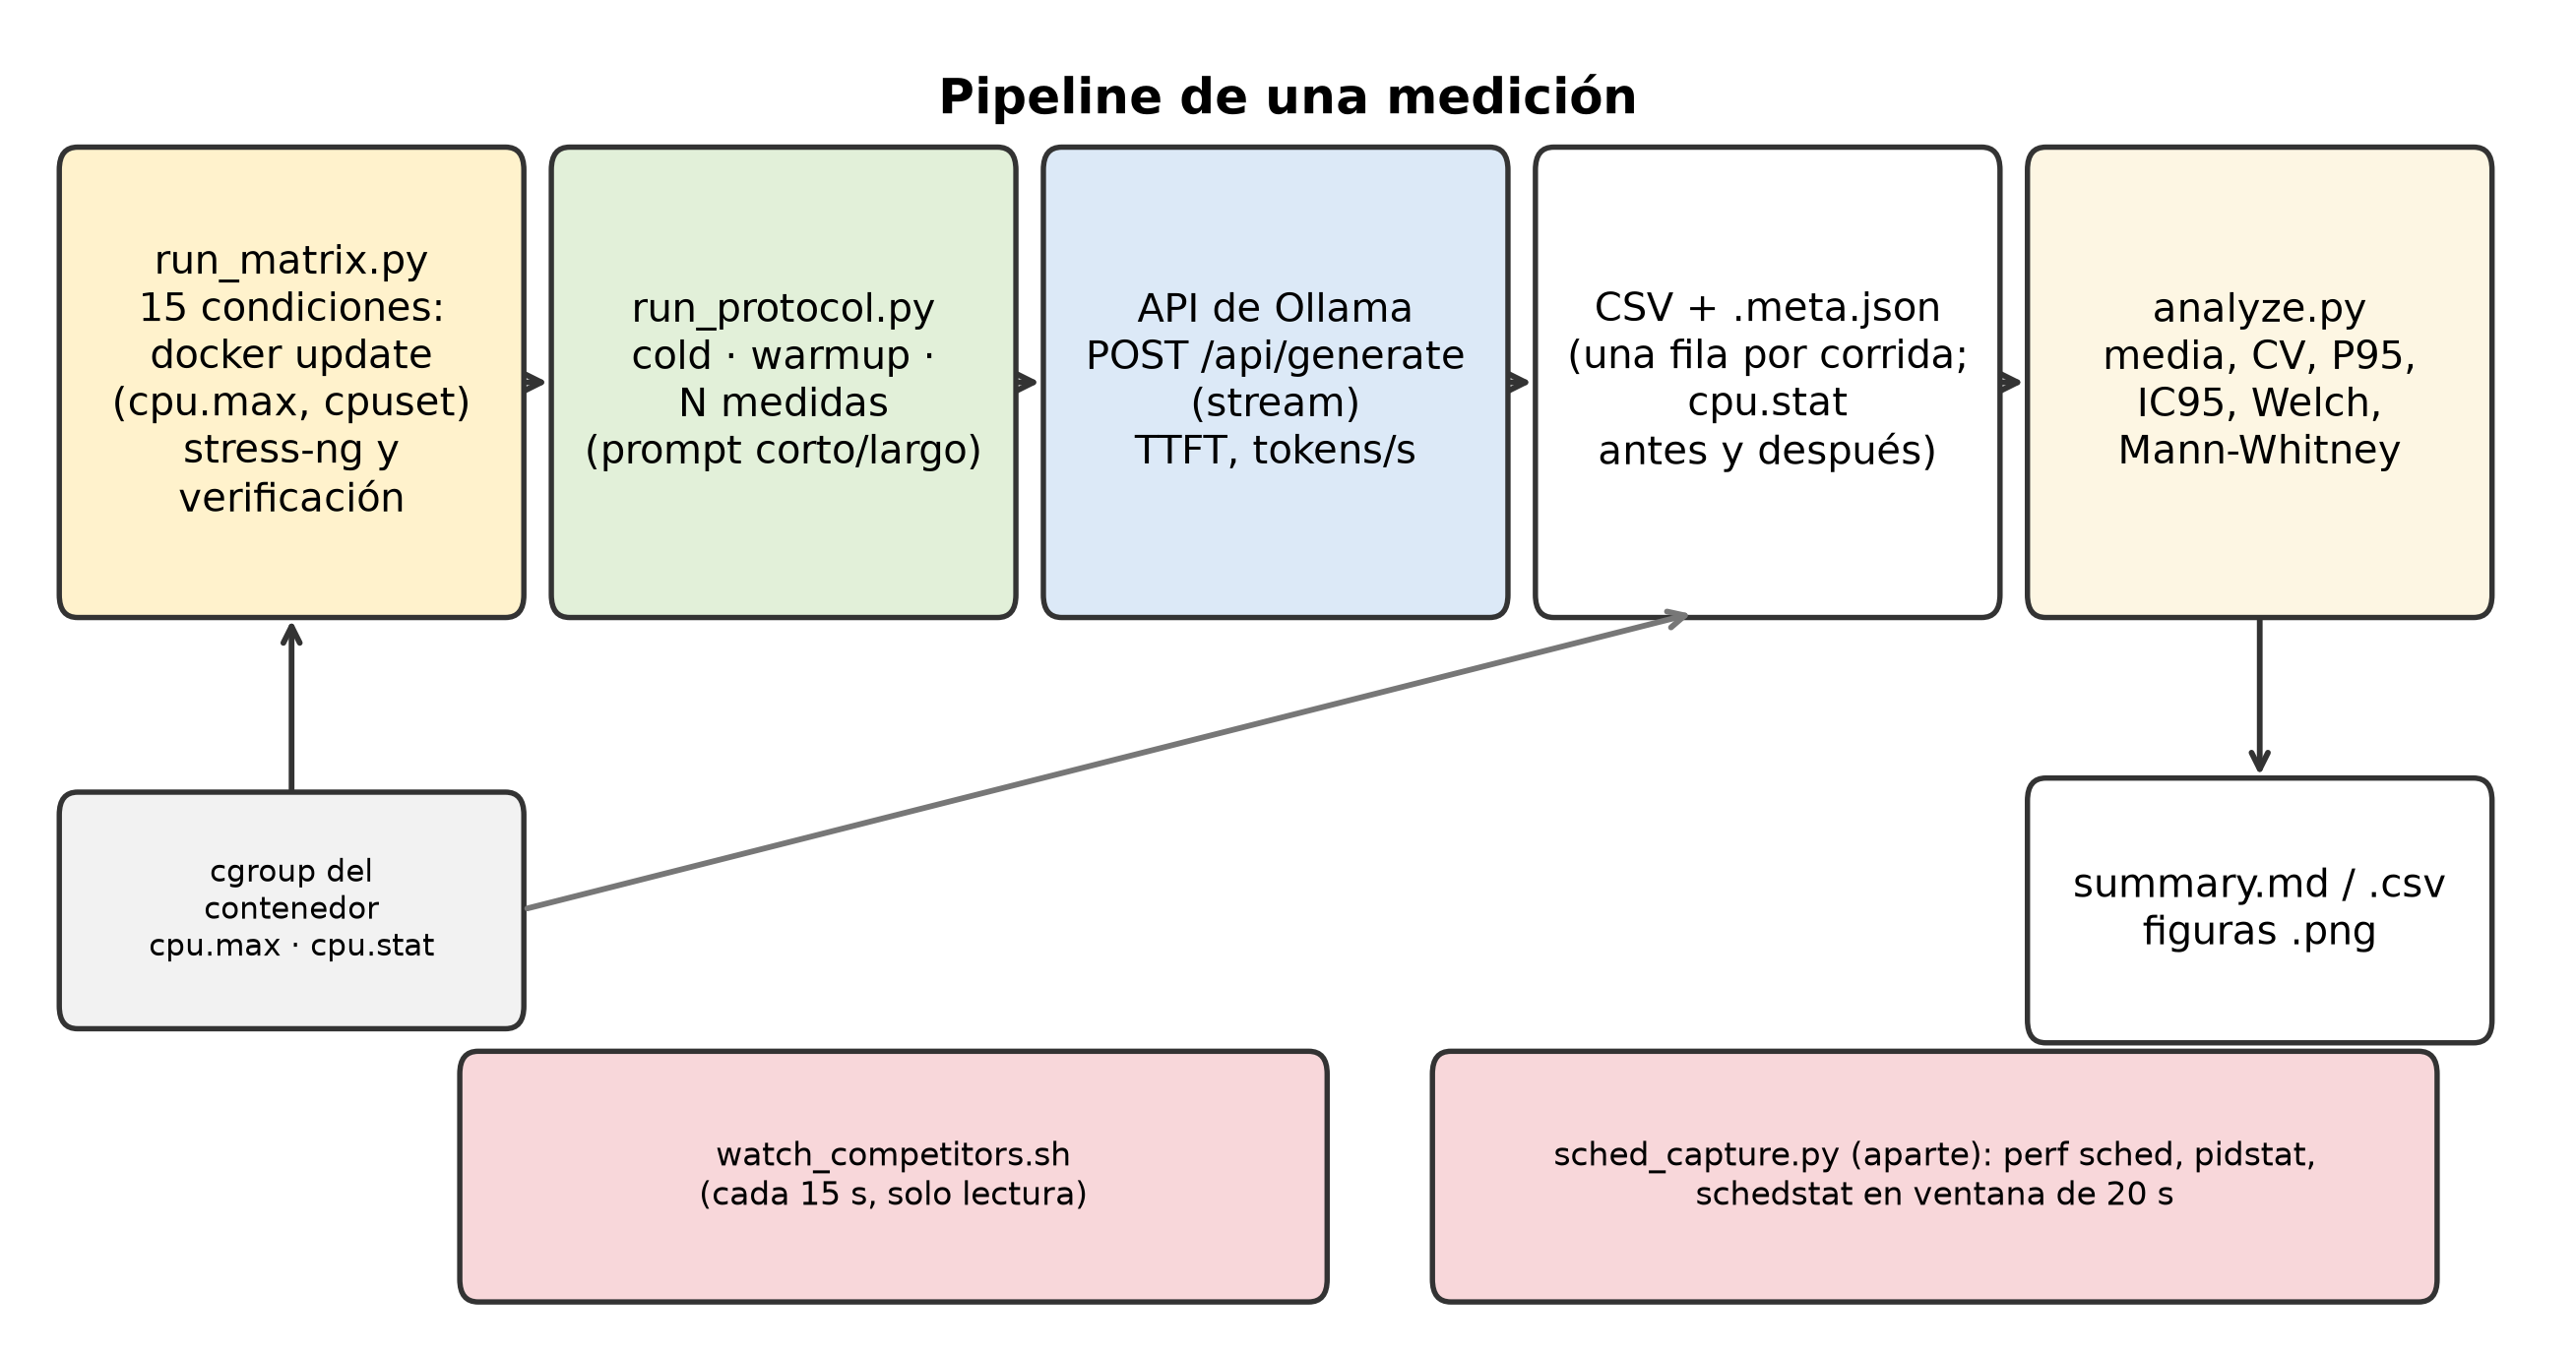 Pipeline de una medición
run_matrix.py
15 condiciones:
docker update
(cpu.max, cpuset)
stress-ng y
verificación
run_protocol.py
cold · warmup ·
N medidas
(prompt corto/largo)
API de Ollama
POST /api/generate
(stream)
TTFT, tokens/s
CSV + .meta.json
(una fila por corrida;
cpu.stat
antes y después)
analyze.py
media, CV, P95,
IC95, Welch,
Mann-Whitney
cgroup del
contenedor
cpu.max · cpu.stat
summary.md / .csv
figuras .png
watch_competitors.sh
(cada 15 s, solo lectura)
sched_capture.py (aparte): perf sched, pidstat,
schedstat en ventana de 20 s